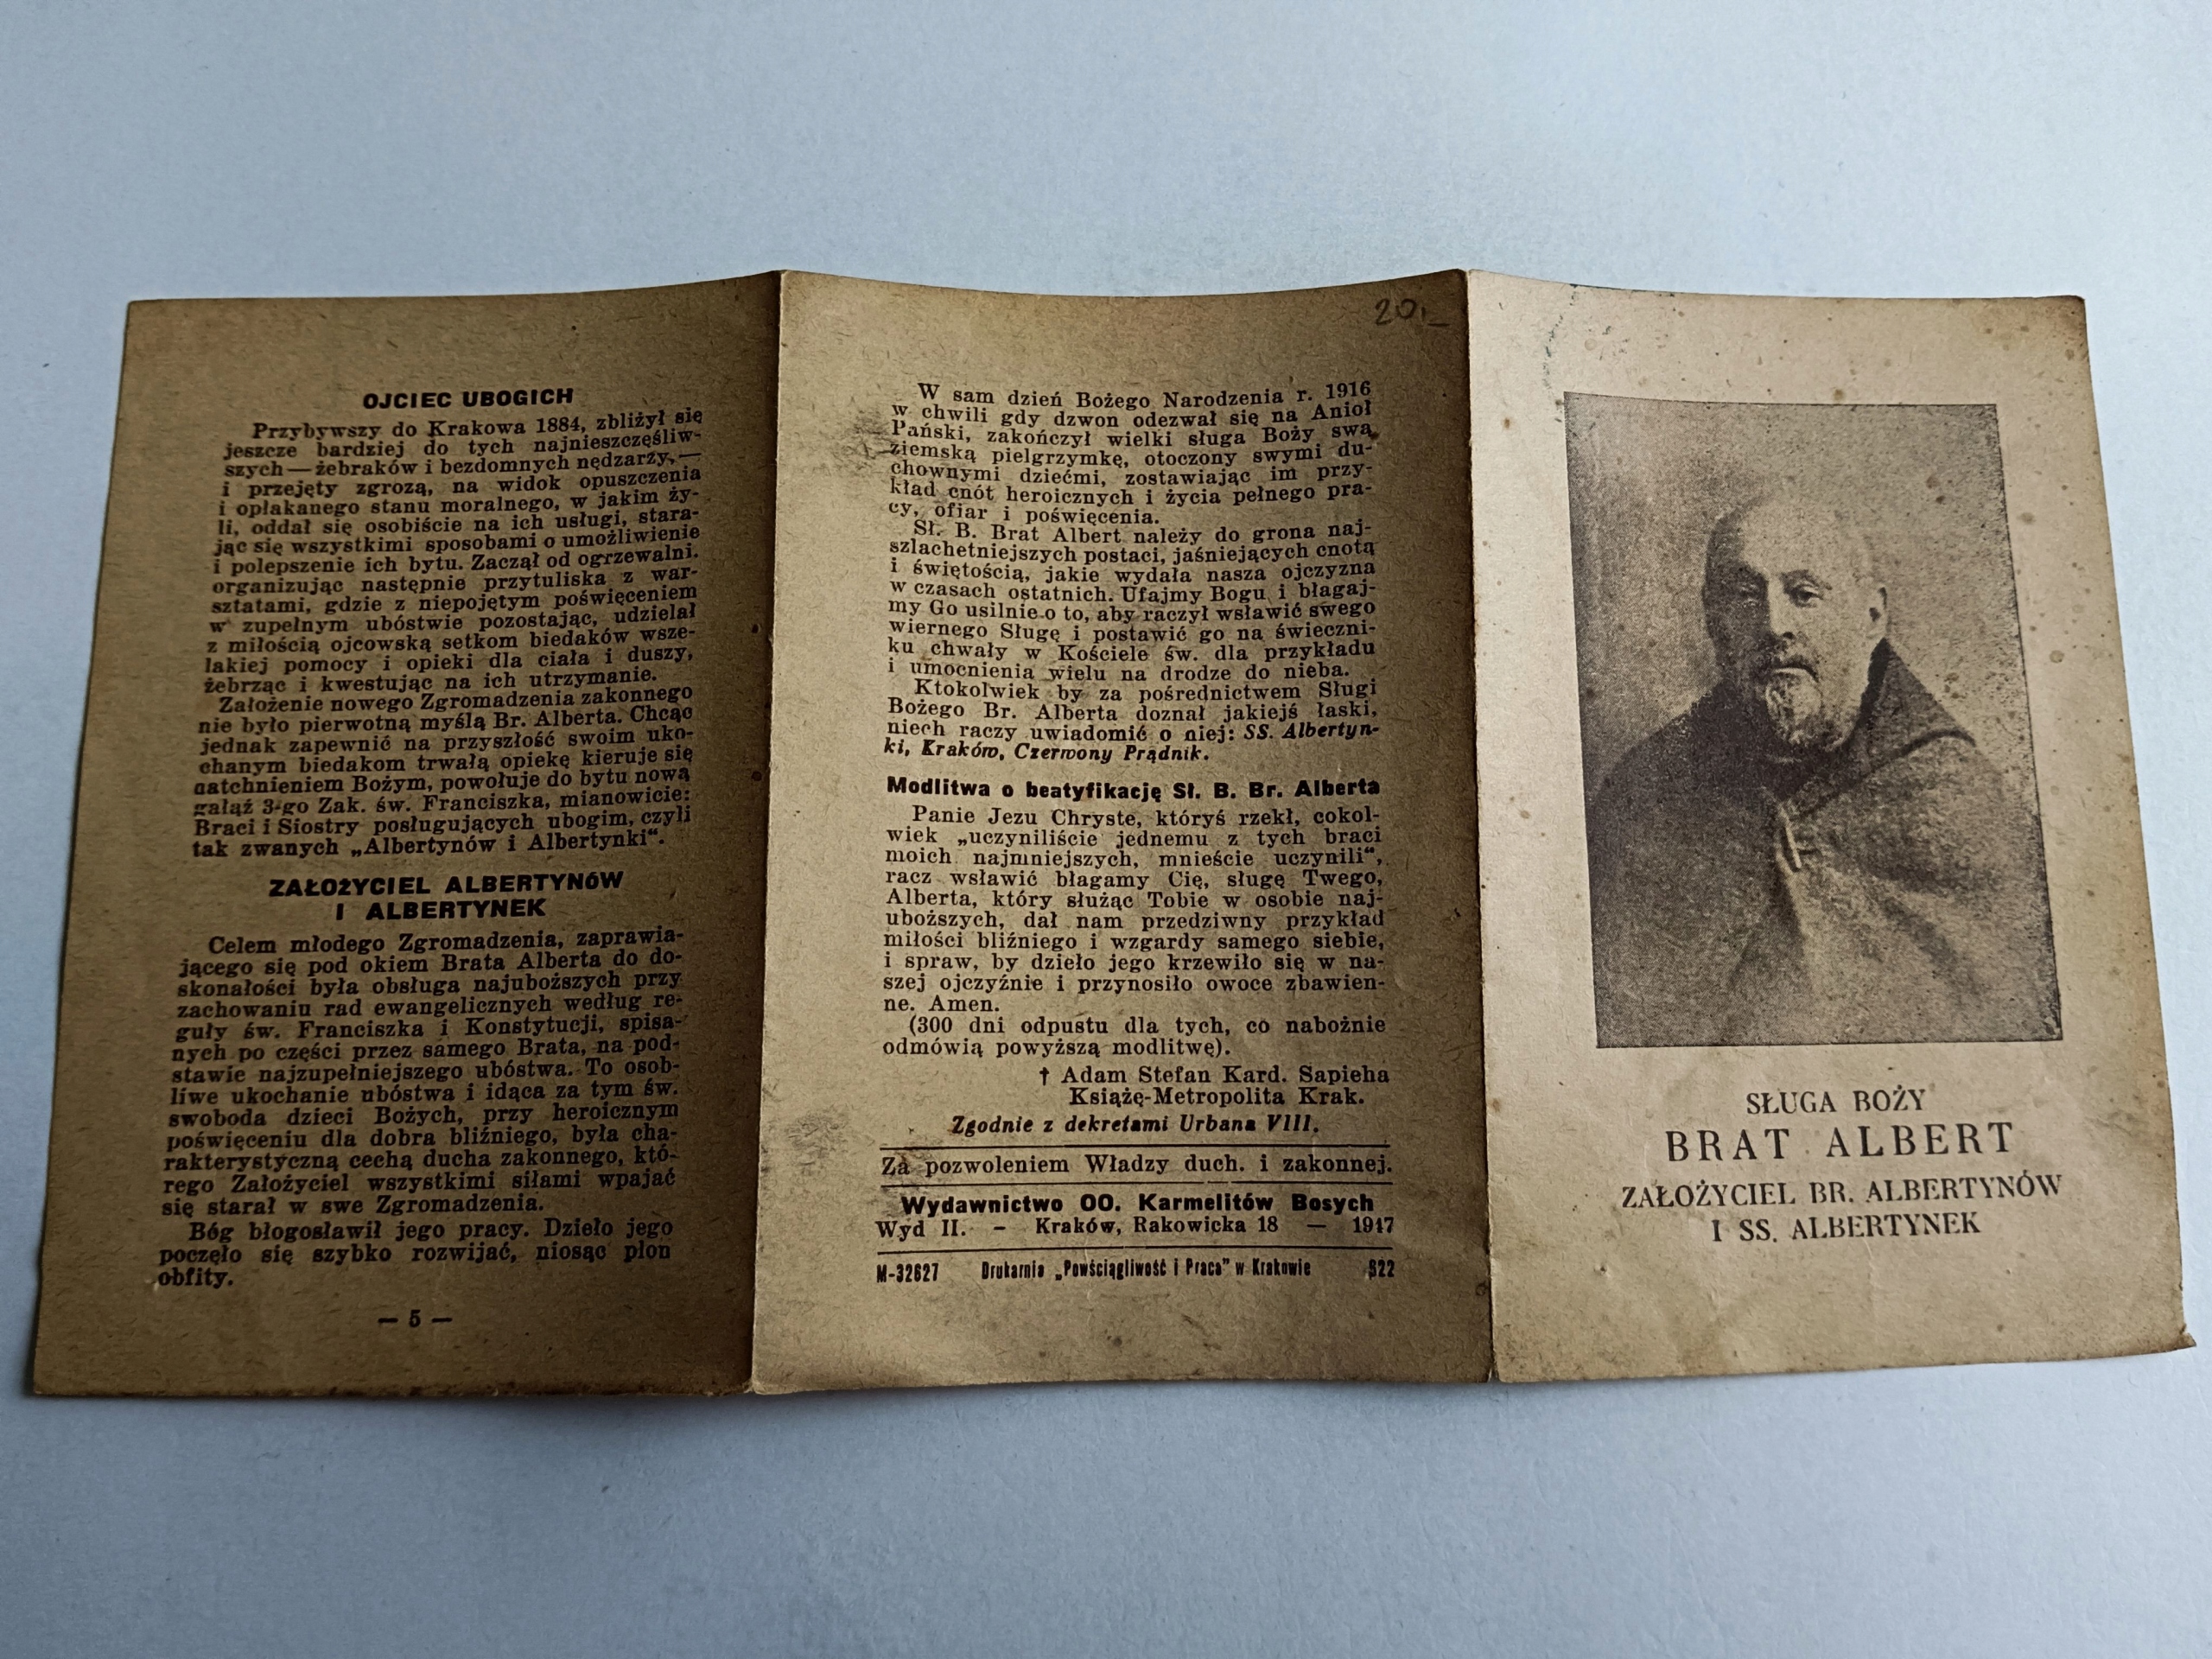 OJCIEC UBOGICH
Przybywszy do Krakowa 1884, zbliżył się
jeszcze bardziej do tych najnieszczęśliw-
szych — żebraków i bezdomnych nędzarzy, —
i przejęty zgrozą, na widok opuszczenia
i opłakanego stanu moralnego, w jakim ży-
li, oddał się osobiście na ich usługi, stara-
jąc się wszystkimi sposobami o umożliwienie
i polepszenie ich bytu. Zaczął od ogrzewalni.
organizując następnie przytuliska z war-
sztatami, gdzie z niepojętym poświęceniem
w zupełnym ubóstwie pozostając, udzielał
z miłością ojcowską setkom biedaków wsze-
lakiej pomocy i opieki dla ciała i duszy,
żebrząc i kwestując na ich utrzymanie.
Założenie nowego Zgromadzenia zakonnego
nie było pierwotną myślą Br. Alberta. Chcąc
jednak zapewnić na przyszłość swoim uko-
chanym biedakom trwałą opiekę kieruje się
natchnieniem Bożym, powołuje do bytu nową
gałąź 3-go Zak. św. Franciszka, mianowicie:
Braci i Siostry posługujących ubogim, czyli
tak zwanych „Albertynów i Albertynki“.
ZAŁOŻYCIEL ALBERTYNÓW
I ALBERTYNEK
Celem młodego Zgromadzenia, zaprawia-
jącego się pod okiem Brata Alberta do do-
skonałości była obsługa najuboższych przy
zachowaniu rad ewangelicznych według re-
guły św. Franciszka i Konstytucji, spisa-
nych po części przez samego Brata, na pod-
stawie najzupełniejszego ubóstwa. To osob-
liwe ukochanie ubóstwa i idąca za tym św.
swoboda dzieci Bożych, przy heroicznym
poświęceniu dla dobra bliźniego, była cha-
rakterystyczną cechą ducha zakonnego, któ-
rego Założyciel wszystkimi siłami wpajać
się starał w swe Zgromadzenia.
Bóg błogosławił jego pracy. Dzieło jego
poczęło się szybko rozwijać, niosąc plon
obfity.
— 5 —
20.—
W sam dzień Bożego Narodzenia r. 1916
w chwili gdy dzwon odezwał się na Anioł
Pański, zakończył wielki sługa Boży swą
ziemską pielgrzymkę, otoczony swymi du-
chownymi dziećmi, zostawiając im przy-
kład cnót heroicznych i życia pełnego pra-
cy, ofiar i poświęcenia.
Sł. B. Brat Albert należy do grona naj-
szlachetniejszych postaci, jaśniejących cnotą
i świętością, jakie wydała nasza ojczyzna
w czasach ostatnich. Ufajmy Bogu i błagaj-
my Go usilnie o to, aby raczył wsławić swego
wiernego Sługę i postawić go na świeczni-
ku chwały w Kościele św. dla przykładu
i umocnienia wielu na drodze do nieba.
Ktokolwiek by za pośrednictwem Sługi
Bożego Br. Alberta doznał jakiejś łaski,
niech raczy uwiadomić o niej: SS. Albertyn-
ki, Kraków, Czerwony Prądnik.
Modlitwa o beatyfikację Sł. B. Br. Alberta
Panie Jezu Chryste, któryś rzekł, cokol-
wiek „uczyniliście jednemu z tych braci
moich najmniejszych, mnieście uczynili“,
racz wsławić błagamy Cię, sługę Twego,
Alberta, który służąc Tobie w osobie naj-
uboższych, dał nam przedziwny przykład
miłości bliźniego i wzgardy samego siebie,
i spraw, by dzieło jego krzewiło się w na-
szej ojczyźnie i przynosiło owoce zbawien-
ne. Amen.
(300 dni odpustu dla tych, co nabożnie
odmówią powyższą modlitwę).
† Adam Stefan Kard. Sapieha
Książę-Metropolita Krak.
Zgodnie z dekretami Urbana VIII.
Za pozwoleniem Władzy duch. i zakonnej.
Wydawnictwo OO. Karmelitów Bosych
Wyd II. – Kraków, Rakowicka 18 — 1947
M-32627 Drukarnia „Powściągliwość i Praca” w Krakowie 822
SŁUGA BOŻY
BRAT ALBERT
ZAŁOŻYCIEL BR. ALBERTYNÓW
I SS. ALBERTYNEK